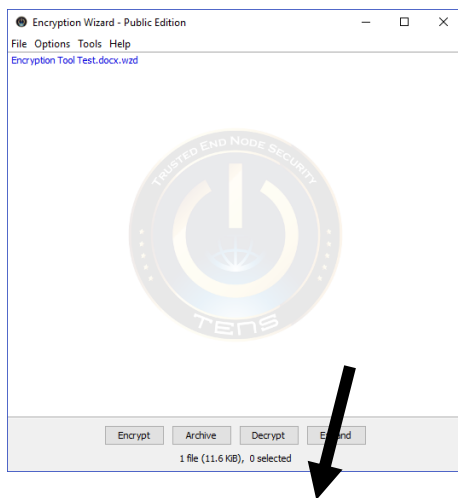 Encryption Wizard - Public Edition
File Options Tools Help
Encryption Tool Test.docx.wzd
TRUSTED END NODE SECURITY
TENS
Encrypt Archive Decrypt
1 file (11.6 KiB), 0 selected